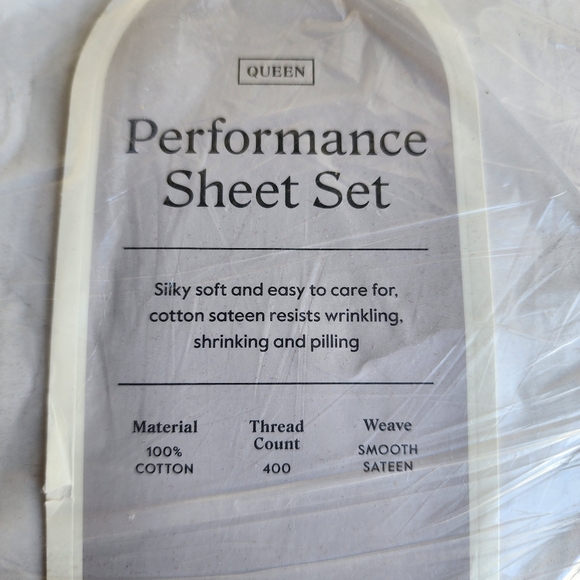 QUEEN
Performance
Sheet Set
Silky soft and easy to care for,
cotton sateen resists wrinkling,
shrinking and pilling
Material
100%
COTTON
Thread
Count
400
Weave
SMOOTH
SATEEN